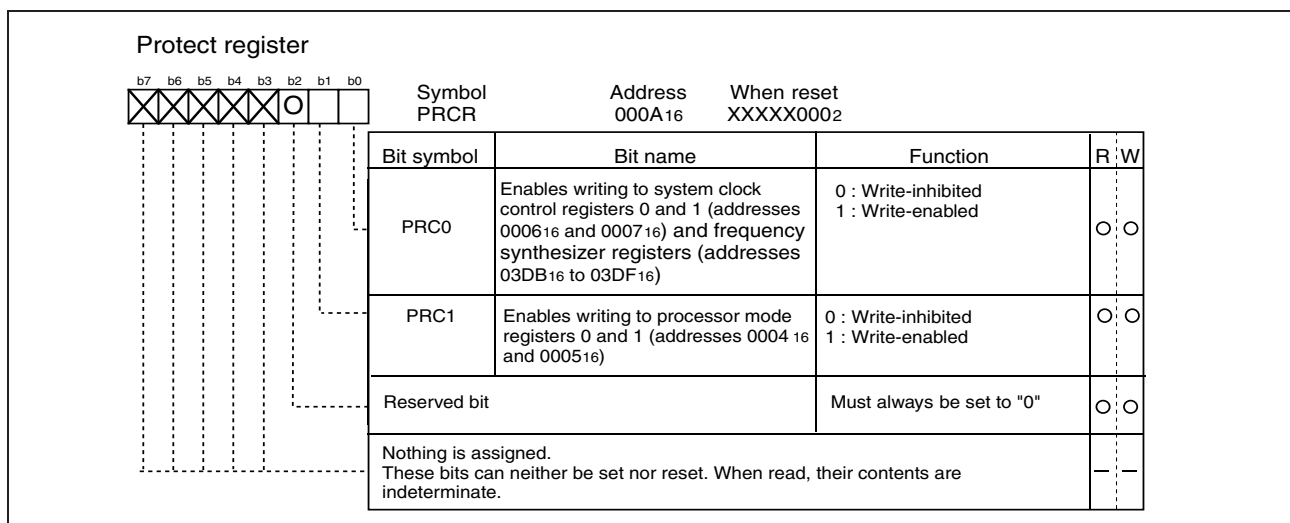 Protect register
b7 b6 b5 b4 b3 b2 b1 b0
O
Symbol Address When reset
PRCR 000A16 XXXXX0002
Bit symbol Bit name Function R W
PRC0
Enables writing to system clock
control registers 0 and 1 (addresses
000616 and 000716) and frequency
synthesizer registers (addresses
03DB16 to 03DF16)
0 : Write-inhibited
1 : Write-enabled
O O
PRC1
Enables writing to processor mode
registers 0 and 1 (addresses 0004 16
and 000516)
0 : Write-inhibited
1 : Write-enabled
O O
Reserved bit Must always be set to "0" O O
Nothing is assigned.
These bits can neither be set nor reset. When read, their contents are
indeterminate.
— —